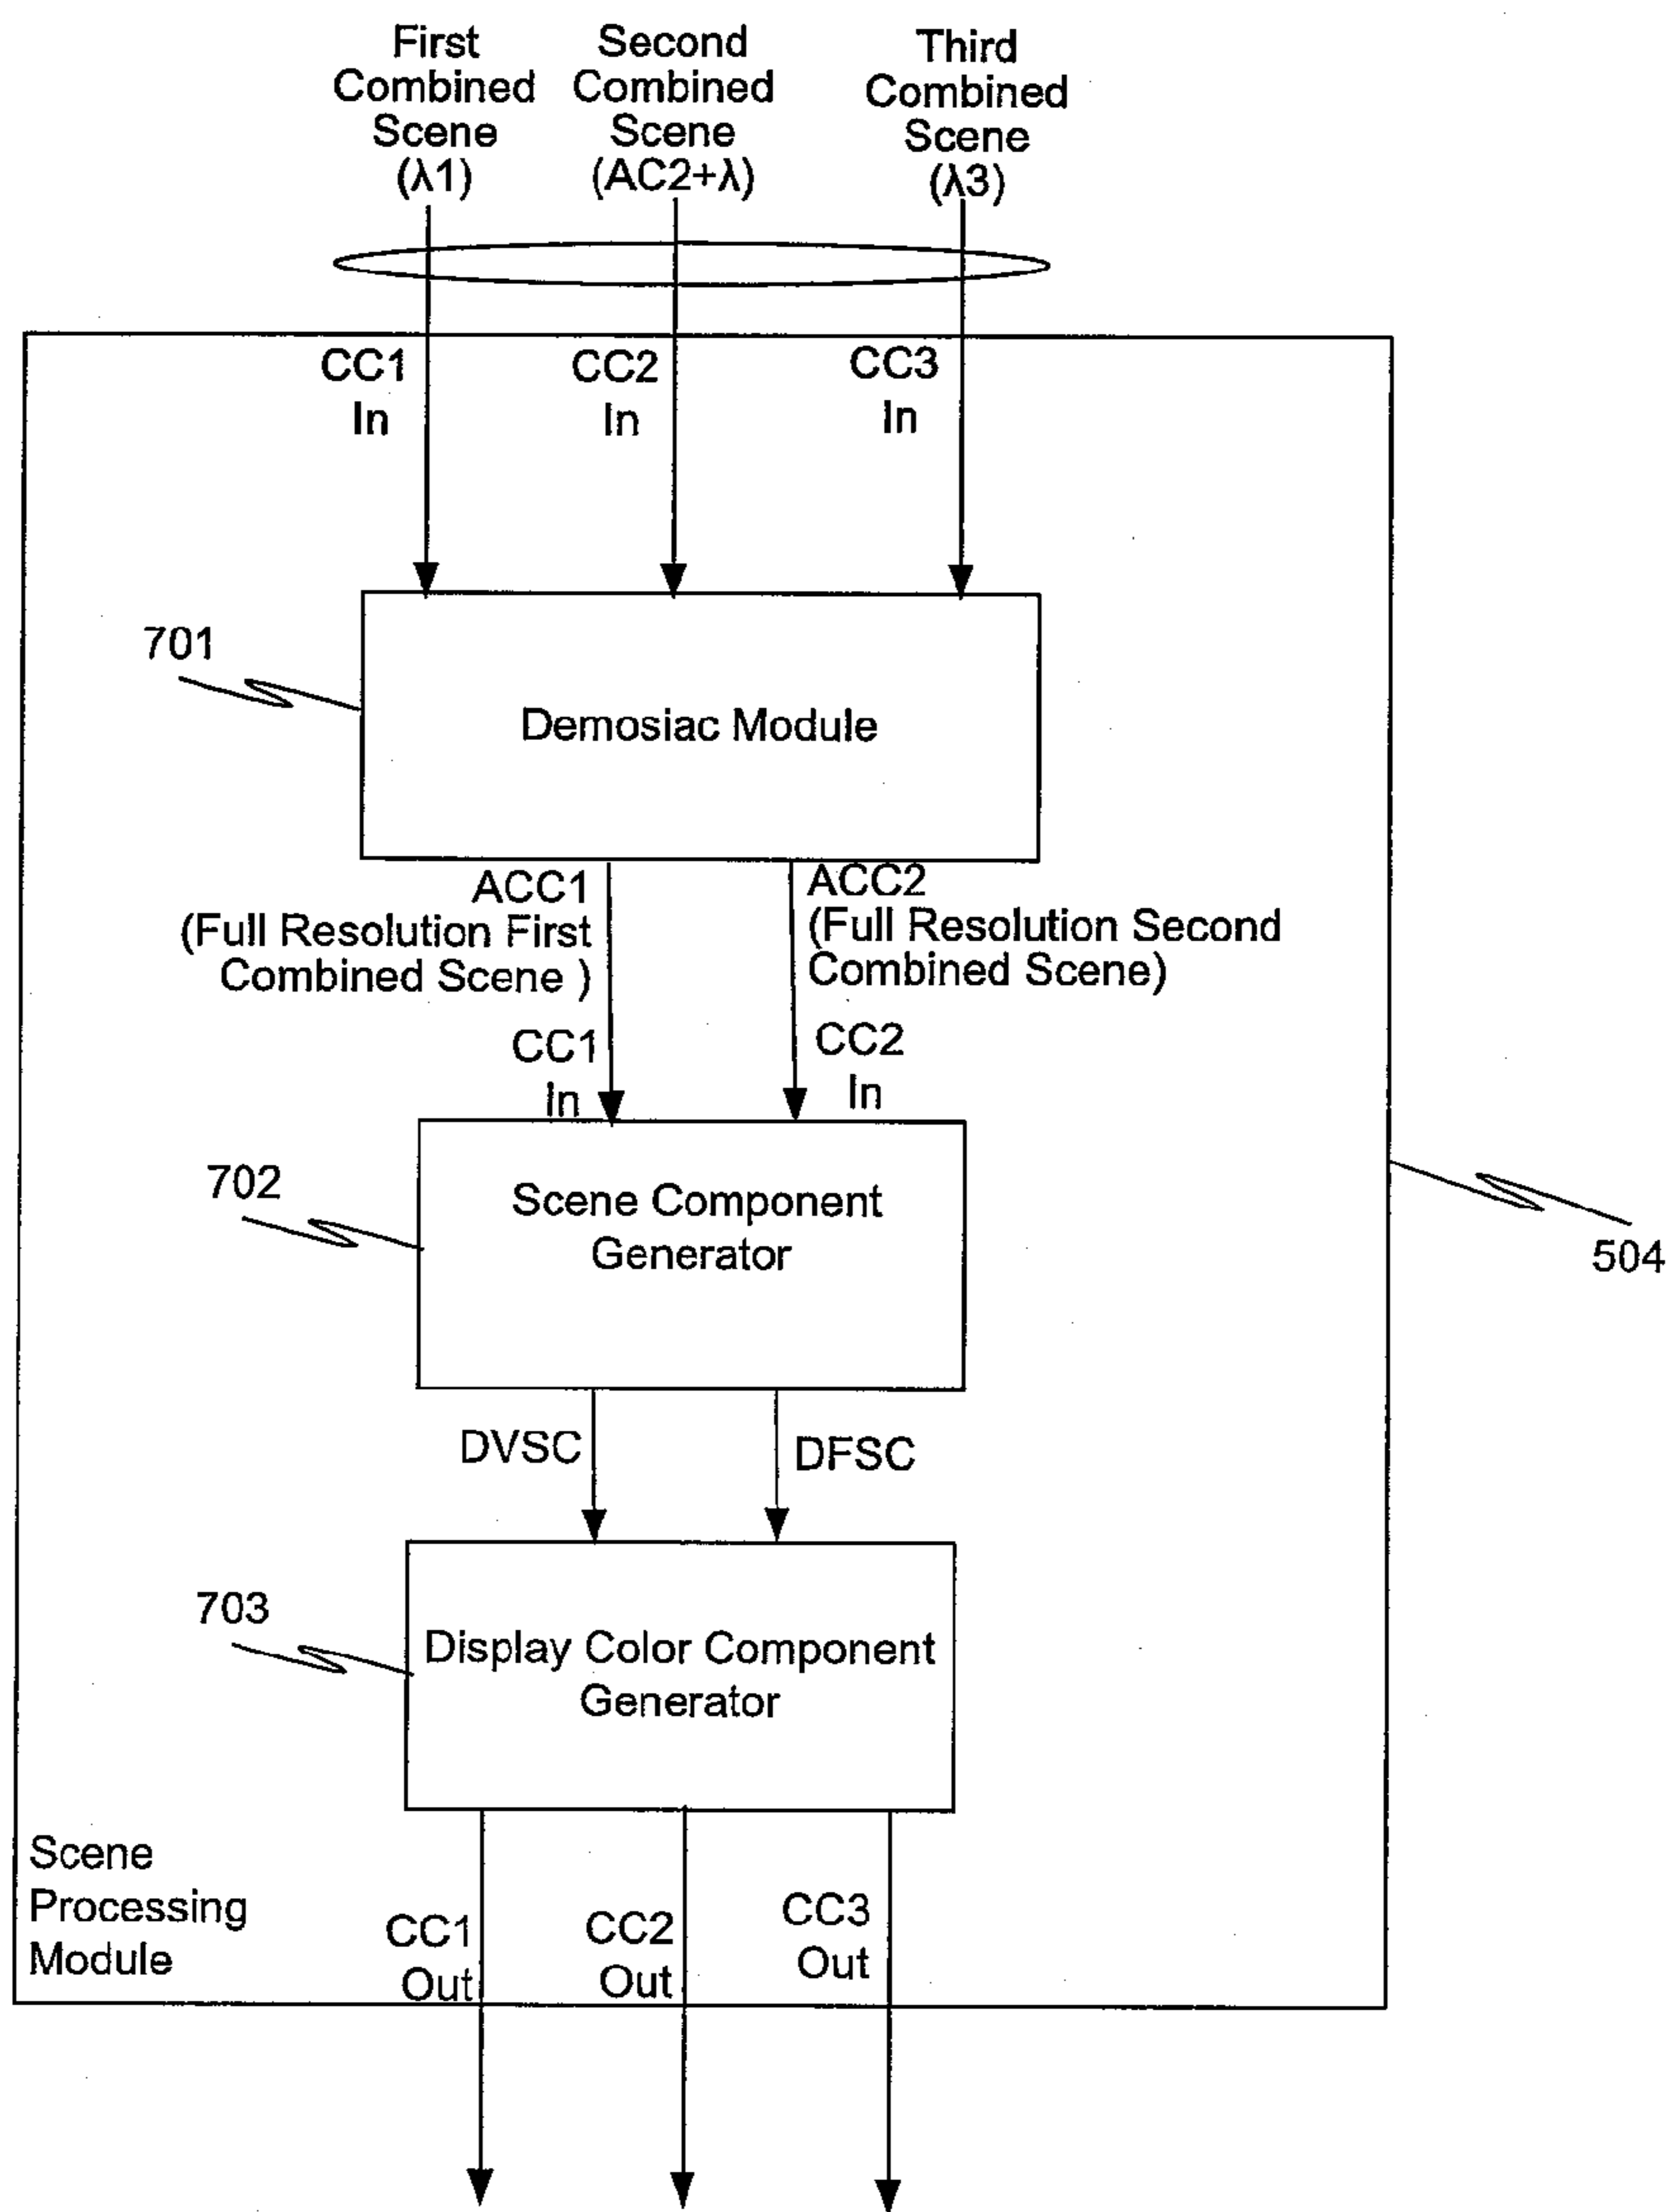 First
Combined
Scene
(λ1)
Second
Combined
Scene
(AC2+λ)
Third
Combined
Scene
(λ3)
CC1
In
CC2
In
CC3
In
701
Demosiac Module
ACC1
(Full Resolution First
Combined Scene )
ACC2
(Full Resolution Second
Combined Scene)
CC1
In
CC2
In
702
Scene Component
Generator
504
DVSC
DFSC
703
Display Color Component
Generator
Scene
Processing
Module
CC1
Out
CC2
Out
CC3
Out